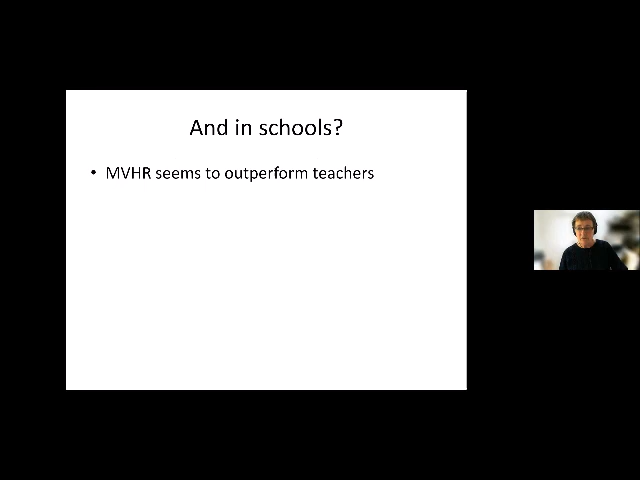 And in schools?
• MVHR seems to outperform teachers